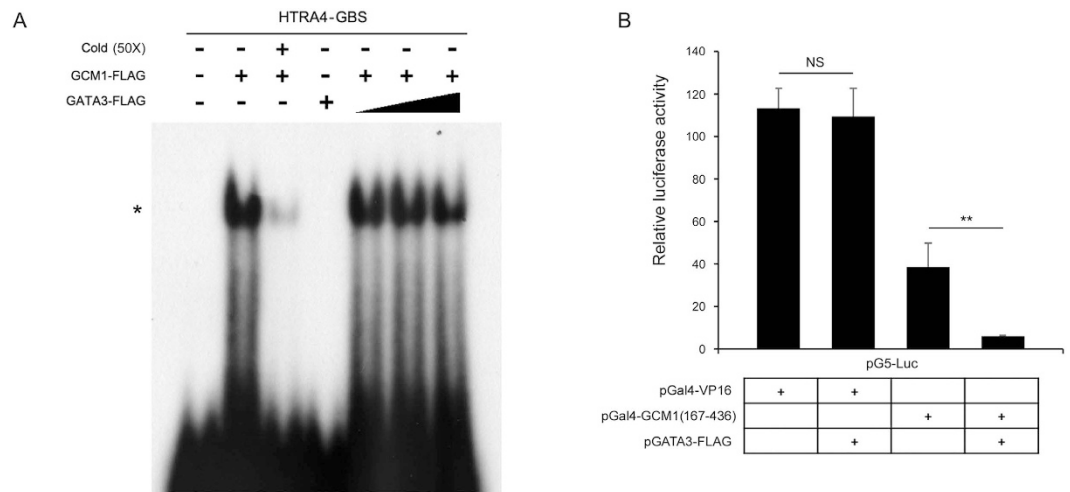 A
HTRA4-GBS
Cold (50X) - - + - - - -
GCM1-FLAG - + + - + + +
GATA3-FLAG - - - +
*
B
Relative luciferase activity
140
120
100
80
60
40
20
0
NS
**
pG5-Luc
pGal4-VP16 + +
pGal4-GCM1(167-436) + +
pGATA3-FLAG + +